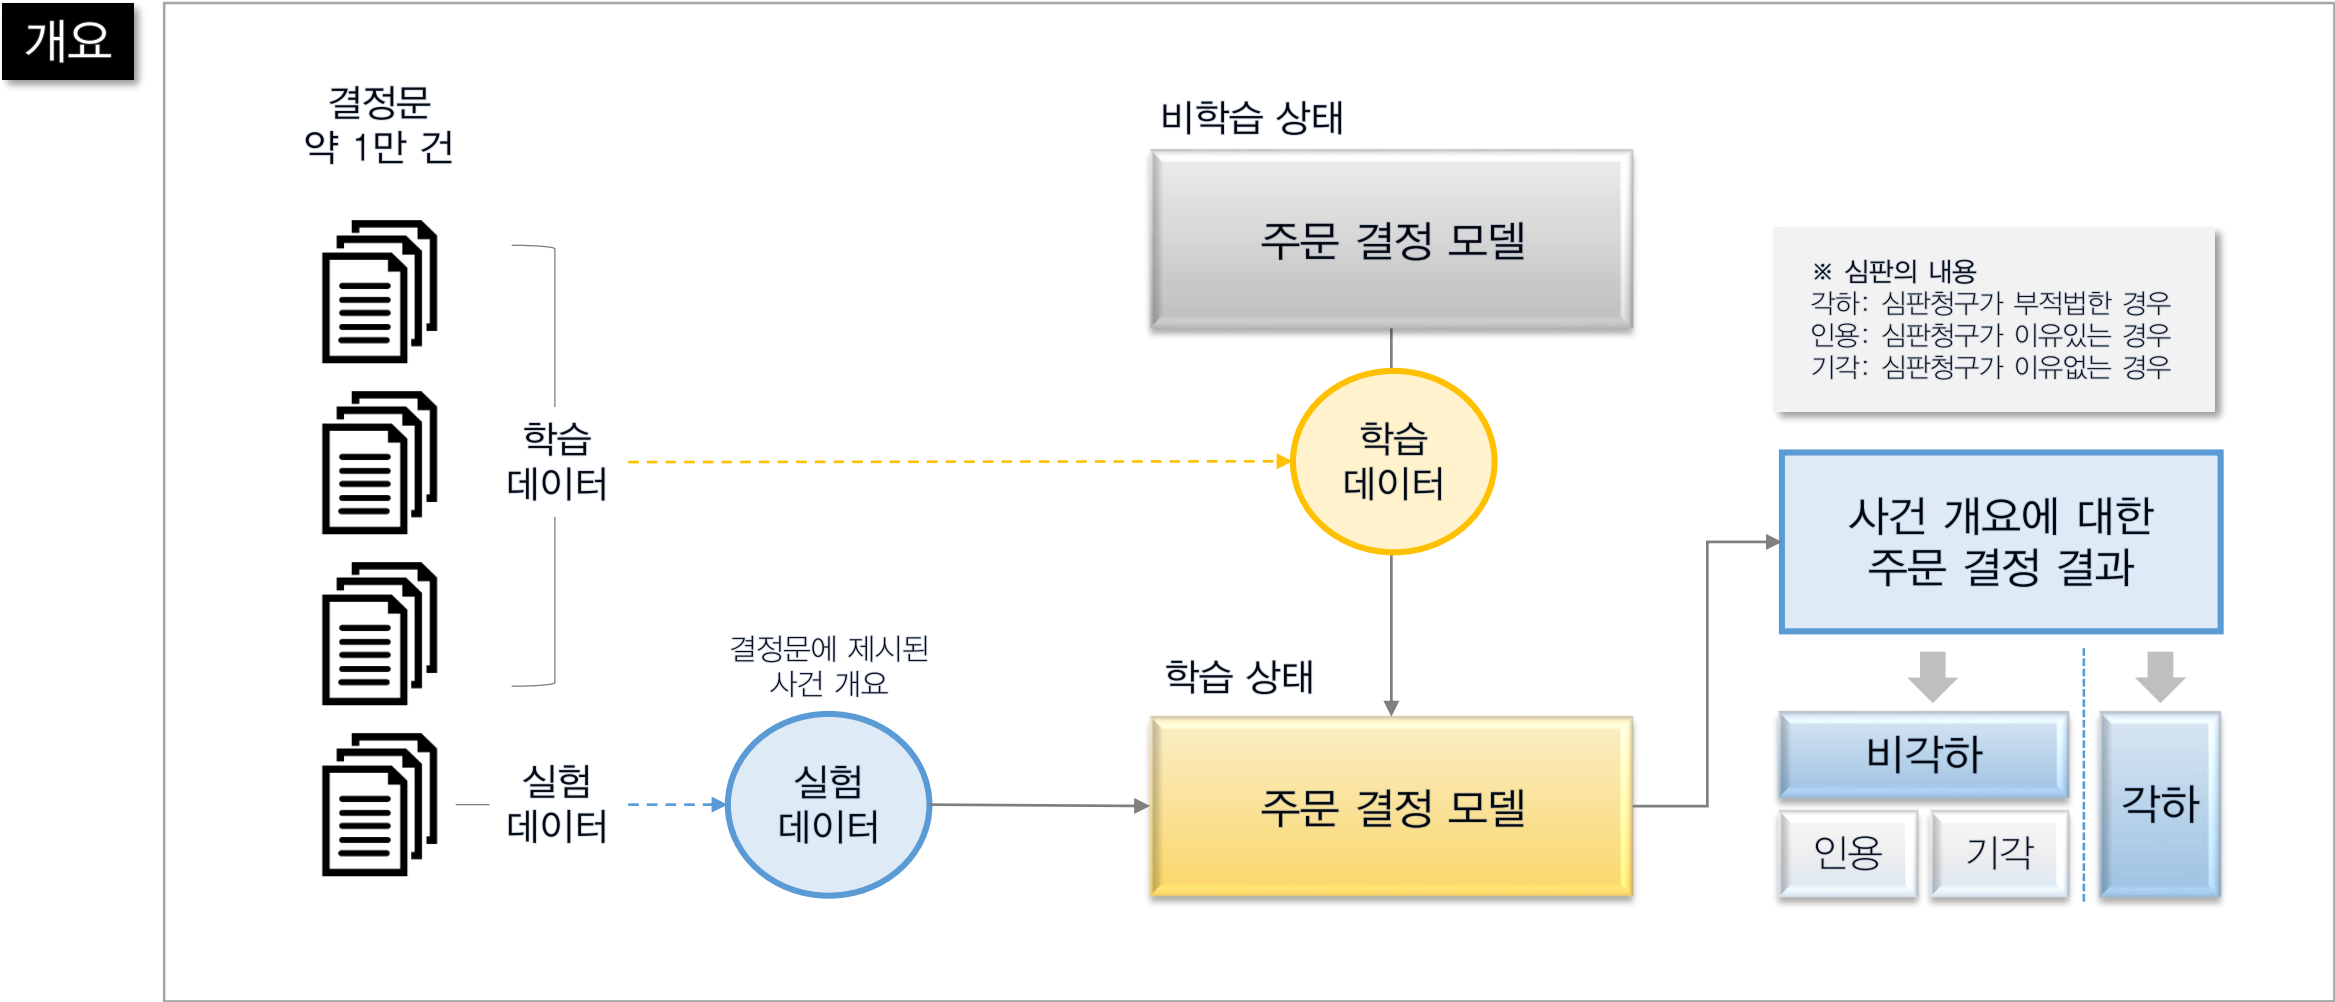 개요
결정문
약 1만 건
비학습 상태
주문 결정 모델
※ 심판의 내용
각하: 심판청구가 부적법한 경우
인용: 심판청구가 이유있는 경우
기각: 심판청구가 이유없는 경우
학습
데이터
학습
데이터
사건 개요에 대한
주문 결정 결과
결정문에 제시된
사건 개요
학습 상태
실험
데이터
실험
데이터
주문 결정 모델
비각하
각하
인용
기각